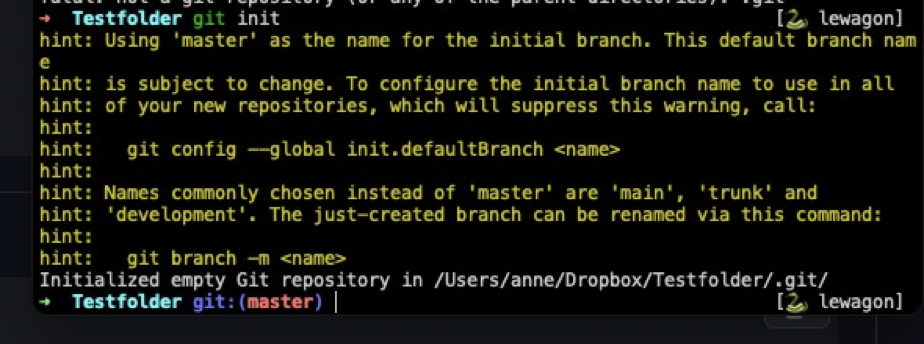 fatal: not a git repository (or any of the parent directories): .git
→ Testfolder git init [🐍 lewagon]
hint: Using 'master' as the name for the initial branch. This default branch nam
e
hint: is subject to change. To configure the initial branch name to use in all
hint: of your new repositories, which will suppress this warning, call:
hint:
hint:   git config --global init.defaultBranch <name>
hint:
hint: Names commonly chosen instead of 'master' are 'main', 'trunk' and
hint: 'development'. The just-created branch can be renamed via this command:
hint:
hint:   git branch -m <name>
Initialized empty Git repository in /Users/anne/Dropbox/Testfolder/.git/
→ Testfolder git:(master) [🐍 lewagon]